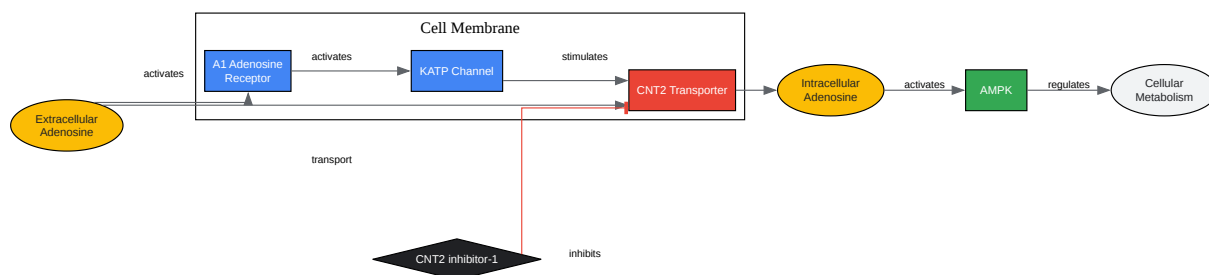 Cell Membrane
activates
A1 Adenosine
Receptor
activates
KATP Channel
stimulates
CNT2 Transporter
Extracellular
Adenosine
Intracellular
Adenosine
activates
AMPK
regulates
Cellular
Metabolism
transport
CNT2 inhibitor-1
inhibits